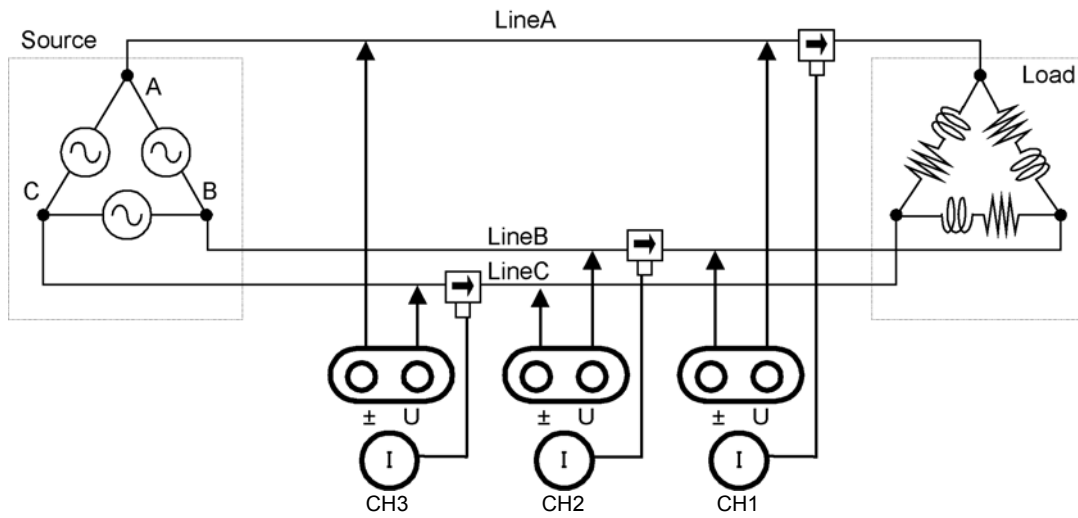 LineA
Source
Load
A
C
B
LineB
LineC
± U ± U ± U
I I I
CH3 CH2 CH1